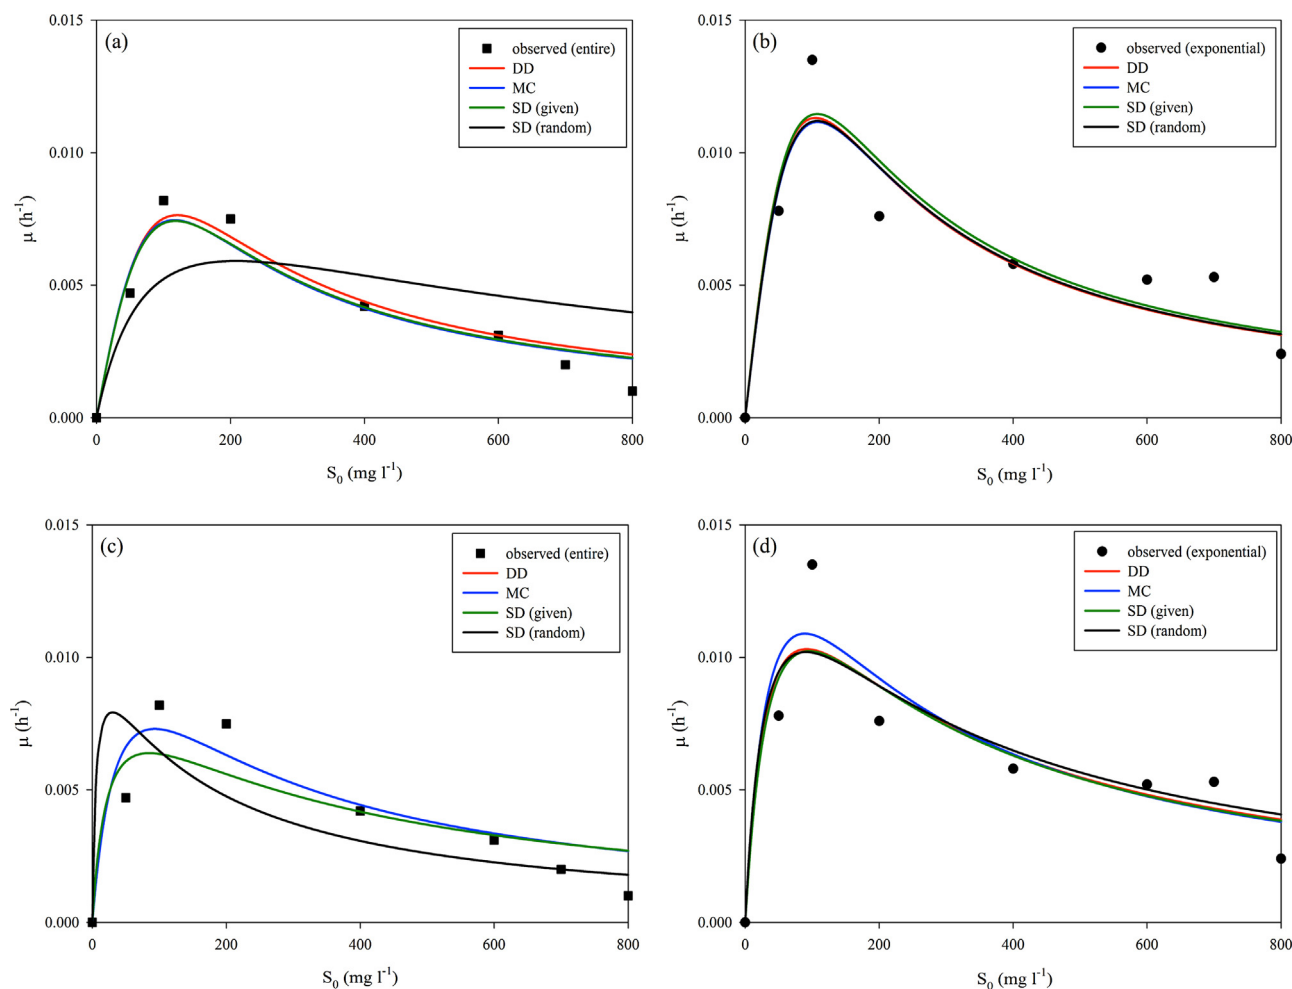 (a)
observed (entire)
DD
MC
SD (given)
SD (random)
0.015
0.010
0.005
0.000
μ (h⁻¹)
0 200 400 600 800
S₀ (mg l⁻¹)
(b)
observed (exponential)
DD
MC
SD (given)
SD (random)
0.015
0.010
0.005
0.000
μ (h⁻¹)
0 200 400 600 800
S₀ (mg l⁻¹)
(c)
observed (entire)
DD
MC
SD (given)
SD (random)
0.015
0.010
0.005
0.000
μ (h⁻¹)
0 200 400 600 800
S₀ (mg l⁻¹)
(d)
observed (exponential)
DD
MC
SD (given)
SD (random)
0.015
0.010
0.005
0.000
μ (h⁻¹)
0 200 400 600 800
S₀ (mg l⁻¹)